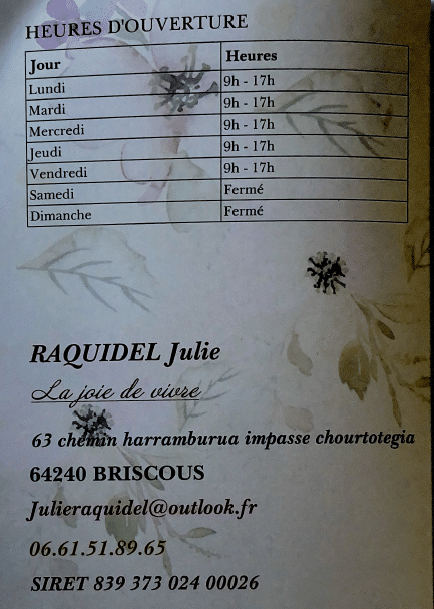 HEURES D'OUVERTURE
Jour Heures
Lundi 9h - 17h
Mardi 9h - 17h
Mercredi 9h - 17h
Jeudi 9h - 17h
Vendredi 9h - 17h
Samedi Fermé
Dimanche Fermé
RAQUIDEL Julie
La joie de vivre
63 chemin harramburua impasse chourtotegia
64240 BRISCOUS
Julieraquidel@outlook.fr
06.61.51.89.65
SIRET 839 373 024 00026